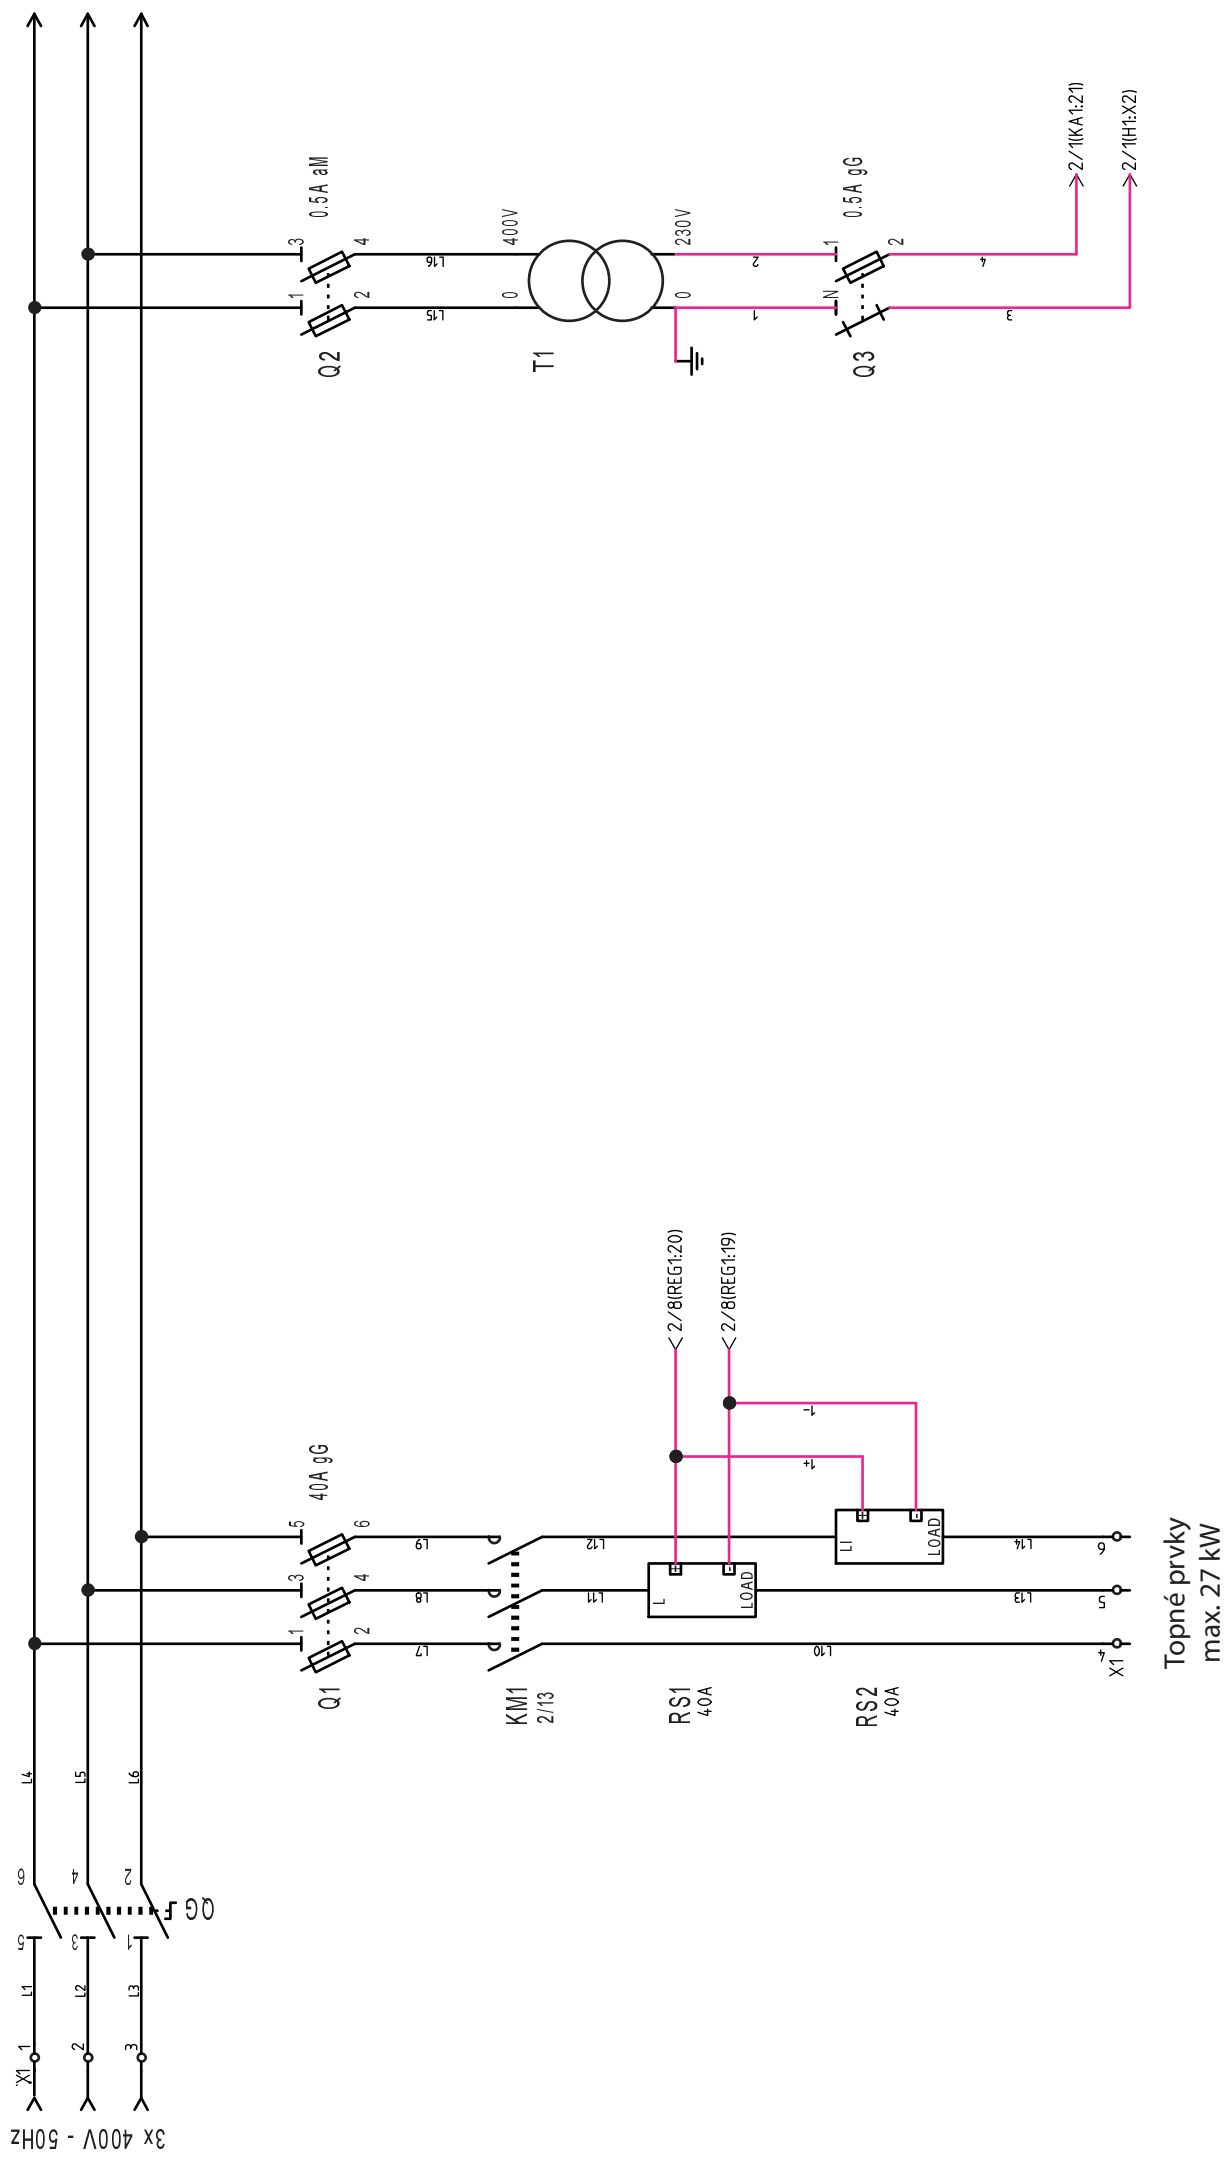 3x 400V - 50Hz
X1
1
2
3
L1
L2
L3
5
3
1
QG
6
4
2
L4
L5
L6
Q1
40A gG
1
3
5
2
4
6
L7
L8
L9
KM1
2/13
L10
L11
L12
RS1
40A
L
LOAD
+
-
RS2
40A
LI
LOAD
+
-
1+
1-
2/8(REG1:20)
2/8(REG1:19)
L13
L14
X1
4
5
6
Topné prvky
max. 27 kW
Q2
0.5A aM
1
3
2
4
L15
L16
T1
0
400V
0
230V
1
2
Q3
0.5A gG
N
1
2
3
4
2/1(KA1:21)
2/1(H1:X2)